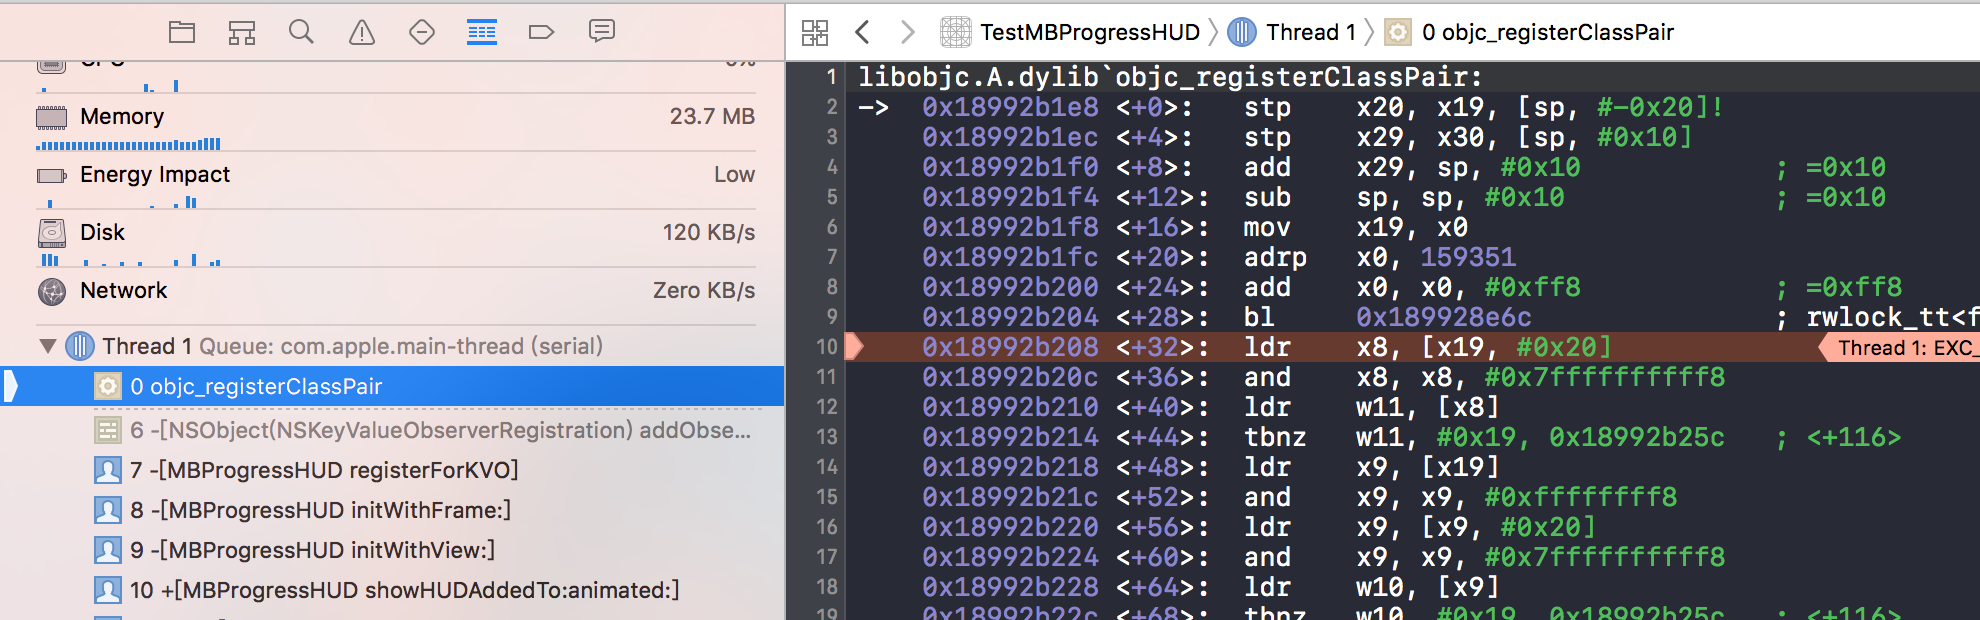 CPU 0%
Memory 23.7 MB
Energy Impact Low
Disk 120 KB/s
Network Zero KB/s
Thread 1 Queue: com.apple.main-thread (serial)
0 objc_registerClassPair
6 -[NSObject(NSKeyValueObserverRegistration) addObse...
7 -[MBProgressHUD registerForKVO]
8 -[MBProgressHUD initWithFrame:]
9 -[MBProgressHUD initWithView:]
10 +[MBProgressHUD showHUDAddedTo:animated:]
TestMBProgressHUD Thread 1 0 objc_registerClassPair
1 libobjc.A.dylib`objc_registerClassPair:
2 -> 0x18992b1e8 <+0>: stp x20, x19, [sp, #-0x20]!
3 0x18992b1ec <+4>: stp x29, x30, [sp, #0x10]
4 0x18992b1f0 <+8>: add x29, sp, #0x10 ; =0x10
5 0x18992b1f4 <+12>: sub sp, sp, #0x10 ; =0x10
6 0x18992b1f8 <+16>: mov x19, x0
7 0x18992b1fc <+20>: adrp x0, 159351
8 0x18992b200 <+24>: add x0, x0, #0xff8 ; =0xff8
9 0x18992b204 <+28>: bl 0x189928e6c ; rwlock_tt<f
10 0x18992b208 <+32>: ldr x8, [x19, #0x20] Thread 1: EXC_
11 0x18992b20c <+36>: and x8, x8, #0x7ffffffffff8
12 0x18992b210 <+40>: ldr w11, [x8]
13 0x18992b214 <+44>: tbnz w11, #0x19, 0x18992b25c ; <+116>
14 0x18992b218 <+48>: ldr x9, [x19]
15 0x18992b21c <+52>: and x9, x9, #0xffffffff8
16 0x18992b220 <+56>: ldr x9, [x9, #0x20]
17 0x18992b224 <+60>: and x9, x9, #0x7ffffffffff8
18 0x18992b228 <+64>: ldr w10, [x9]
19 0x18992b22c <+68>: tbnz w10, #0x19, 0x18992b25c ; <+116>